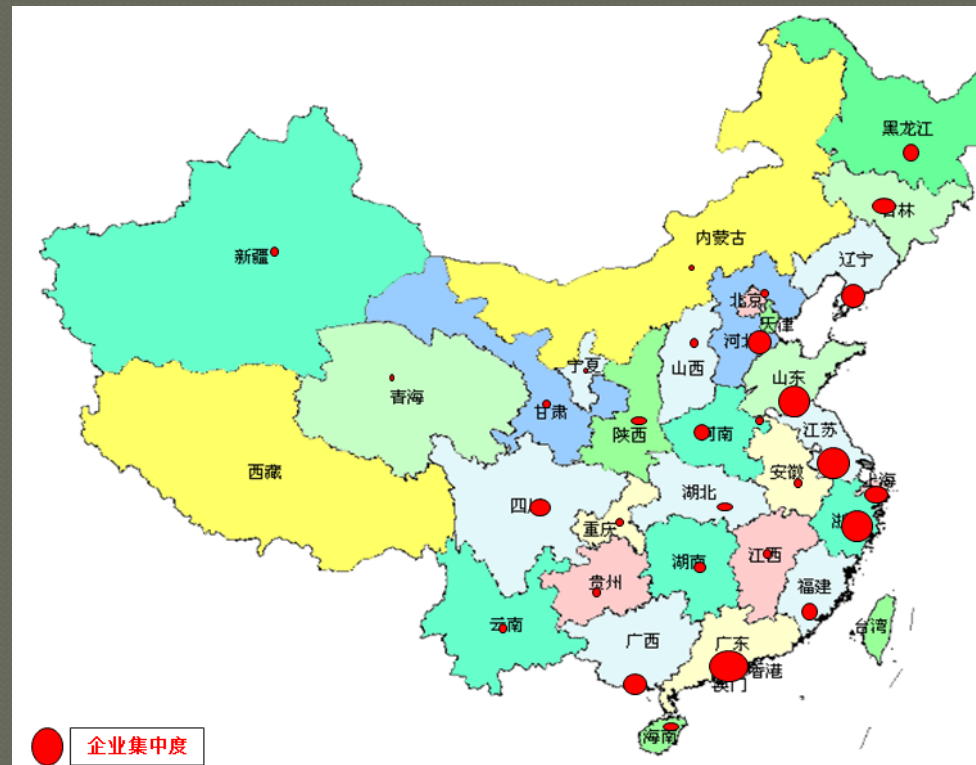 黑龙江
吉林
辽宁
内蒙古
新疆
北京
天津
河北
山西
宁夏
山东
青海
甘肃
陕西
河南
江苏
西藏
安徽
上海
湖北
四川
重庆
浙
湖南
江西
贵州
福建
云南
台湾
广西
广东
香港
澳门
海南
企业集中度